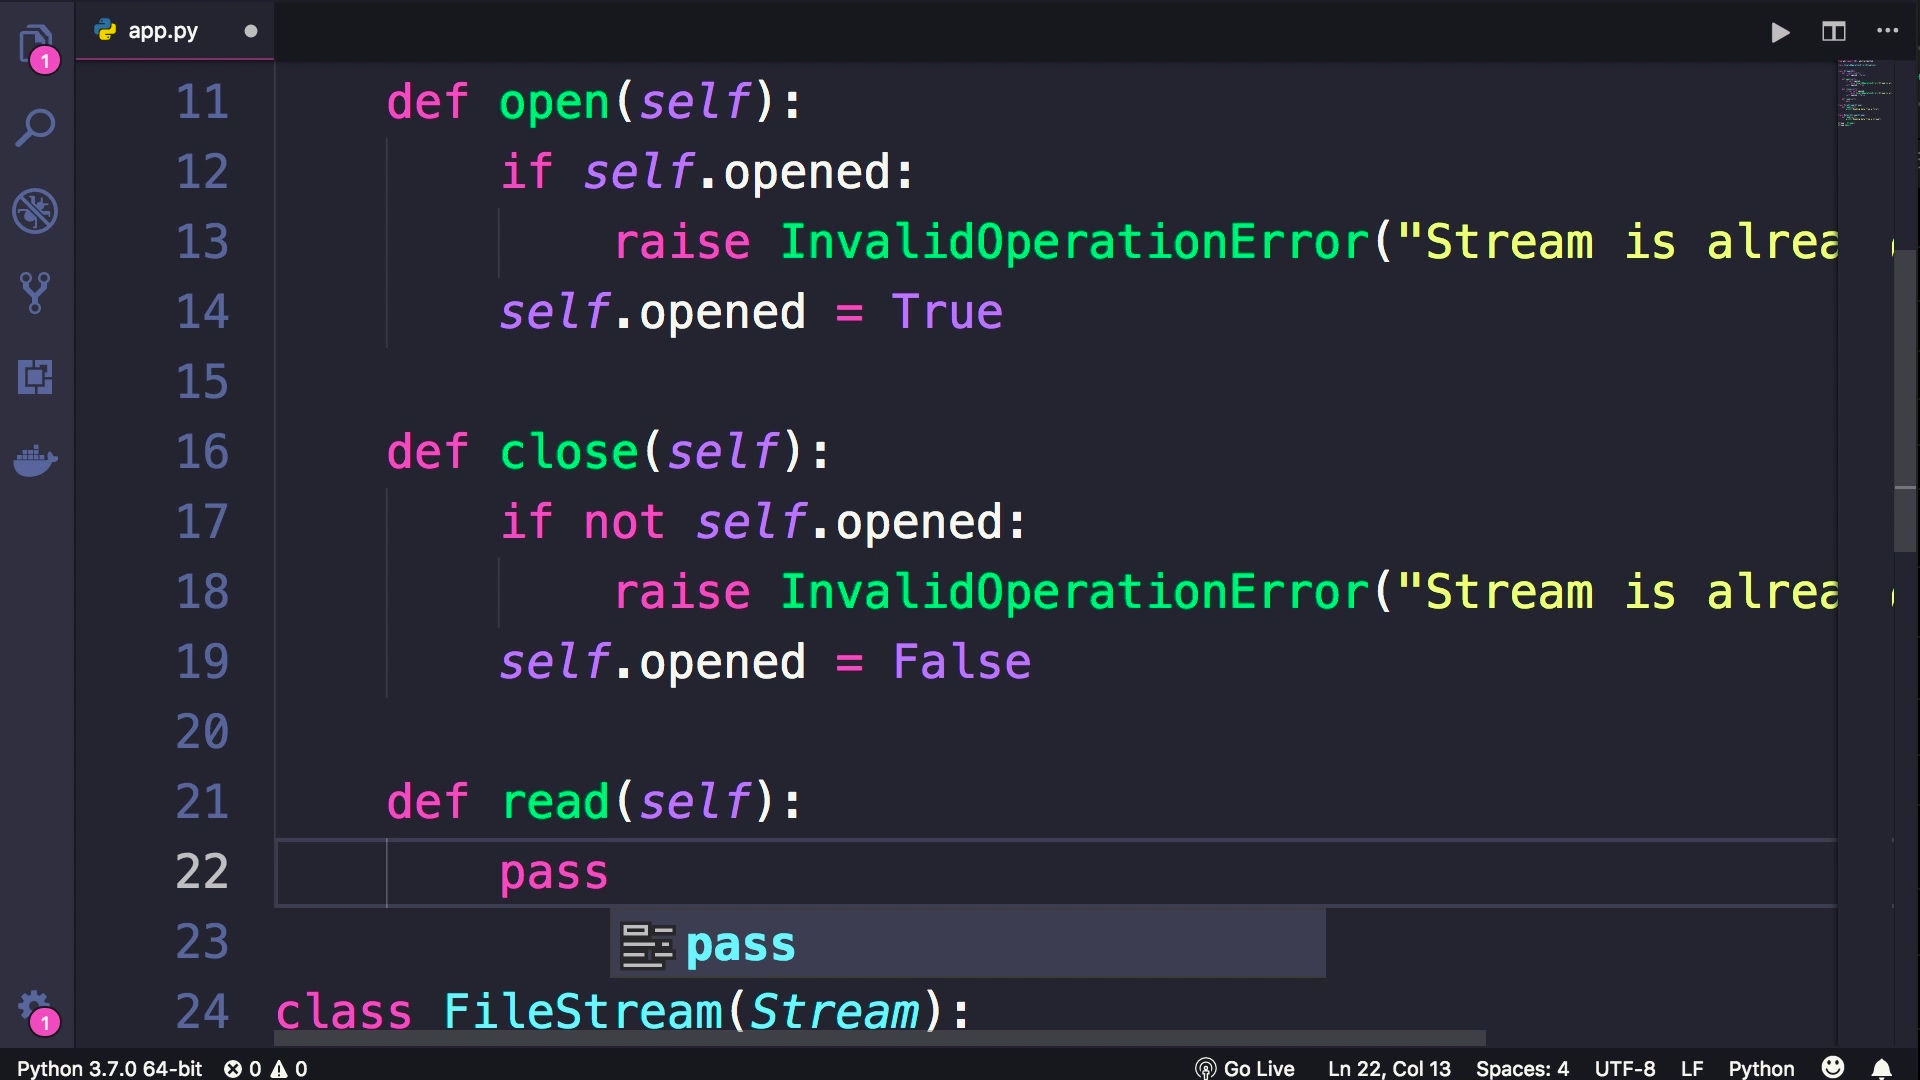 1
app.py
11 def open(self):
12 if self.opened:
13 raise InvalidOperationError("Stream is alrea
14 self.opened = True
15
16 def close(self):
17 if not self.opened:
18 raise InvalidOperationError("Stream is alrea
19 self.opened = False
20
21 def read(self):
22 pass
23 pass
24 class FileStream(Stream):
1
Python 3.7.0 64-bit 0 0 Go Live Ln 22, Col 13 Spaces: 4 UTF-8 LF Python